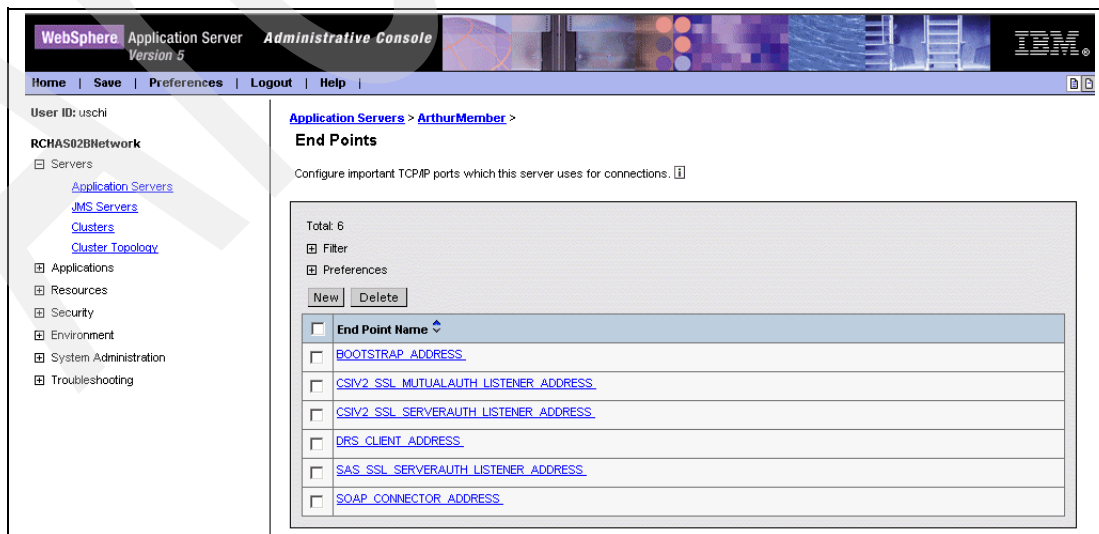 WebSphere Application Server Administrative Console
Version 5
IBM®
Home | Save | Preferences | Logout | Help |
User ID: uschi
RCHAS02BNetwork
Servers
Application Servers
JMS Servers
Clusters
Cluster Topology
Applications
Resources
Security
Environment
System Administration
Troubleshooting
Application Servers > ArthurMember >
End Points
Configure important TCP/IP ports which this server uses for connections. i
Total: 6
Filter
Preferences
New Delete
End Point Name
BOOTSTRAP_ADDRESS
CSIV2_SSL_MUTUALAUTH_LISTENER_ADDRESS
CSIV2_SSL_SERVERAUTH_LISTENER_ADDRESS
DRS_CLIENT_ADDRESS
SAS_SSL_SERVERAUTH_LISTENER_ADDRESS
SOAP_CONNECTOR_ADDRESS